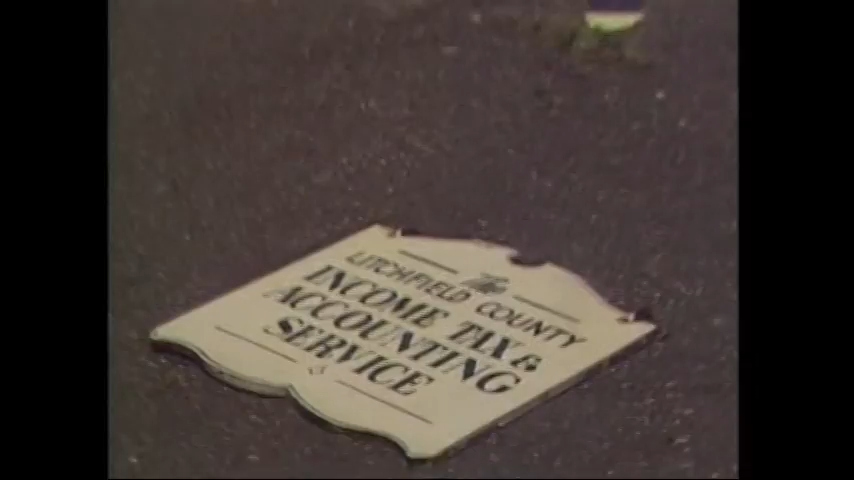 The
LITCHFIELD COUNTY
INCOME TAX &
ACCOUNTING
SERVICE